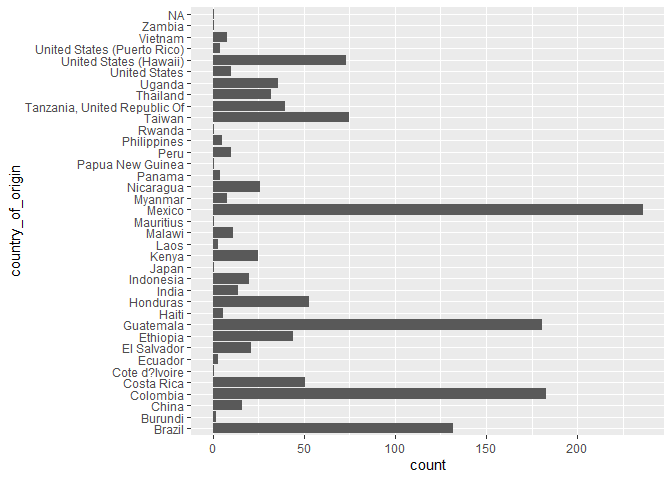 NA
Zambia
Vietnam
United States (Puerto Rico)
United States (Hawaii)
United States
Uganda
Thailand
Tanzania, United Republic Of
Taiwan
Rwanda
Philippines
Peru
Papua New Guinea
Panama
Nicaragua
Myanmar
Mexico
Mauritius
Malawi
Laos
Kenya
Japan
Indonesia
India
Honduras
Haiti
Guatemala
Ethiopia
El Salvador
Ecuador
Cote d?Ivoire
Costa Rica
Colombia
China
Burundi
Brazil
country_of_origin
0 50 100 150 200
count